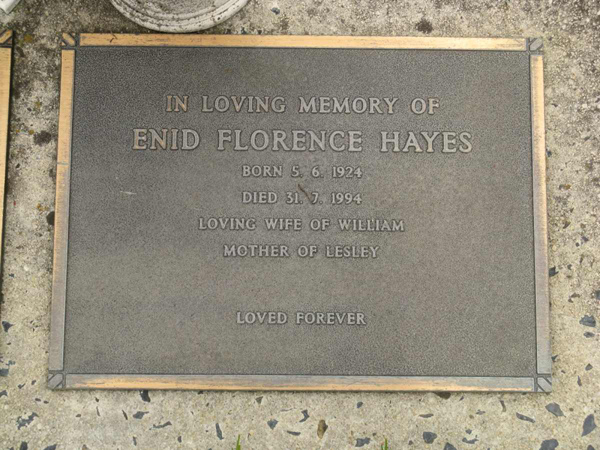 IN LOVING MEMORY OF
ENID FLORENCE HAYES
BORN 5. 6. 1924
DIED 31. 7. 1994
LOVING WIFE OF WILLIAM
MOTHER OF LESLEY
LOVED FOREVER